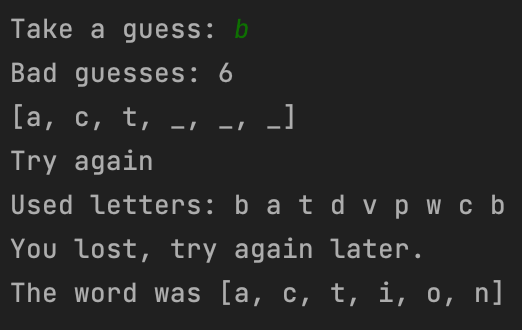 Take a guess: b
Bad guesses: 6
[a, c, t, _, _, _]
Try again
Used letters: b a t d v p w c b
You lost, try again later.
The word was [a, c, t, i, o, n]